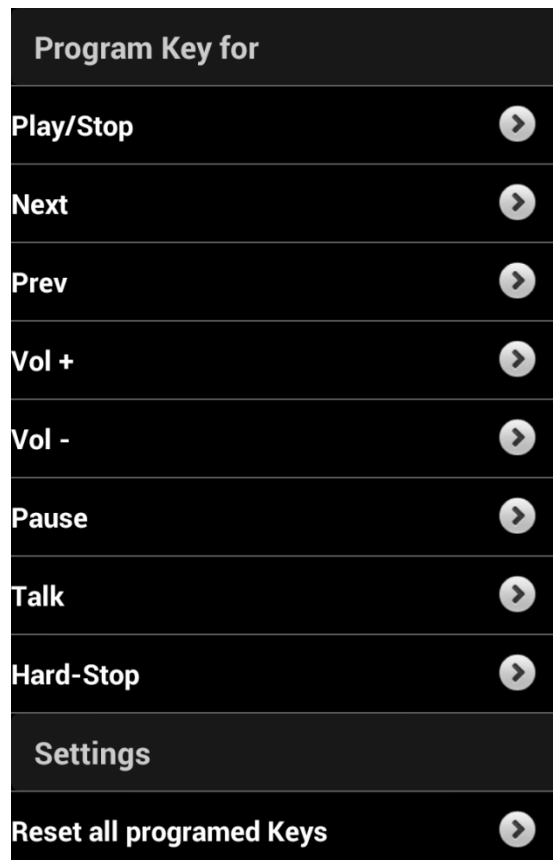 Program Key for
Play/Stop
Next
Prev
Vol +
Vol -
Pause
Talk
Hard-Stop
Settings
Reset all programed Keys